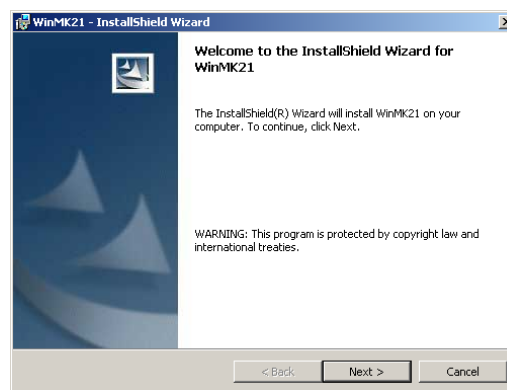 WinMK21 - InstallShield Wizard
Welcome to the InstallShield Wizard for
WinMK21
The InstallShield(R) Wizard will install WinMK21 on your
computer. To continue, click Next.
WARNING: This program is protected by copyright law and
international treaties.
< Back
Next >
Cancel